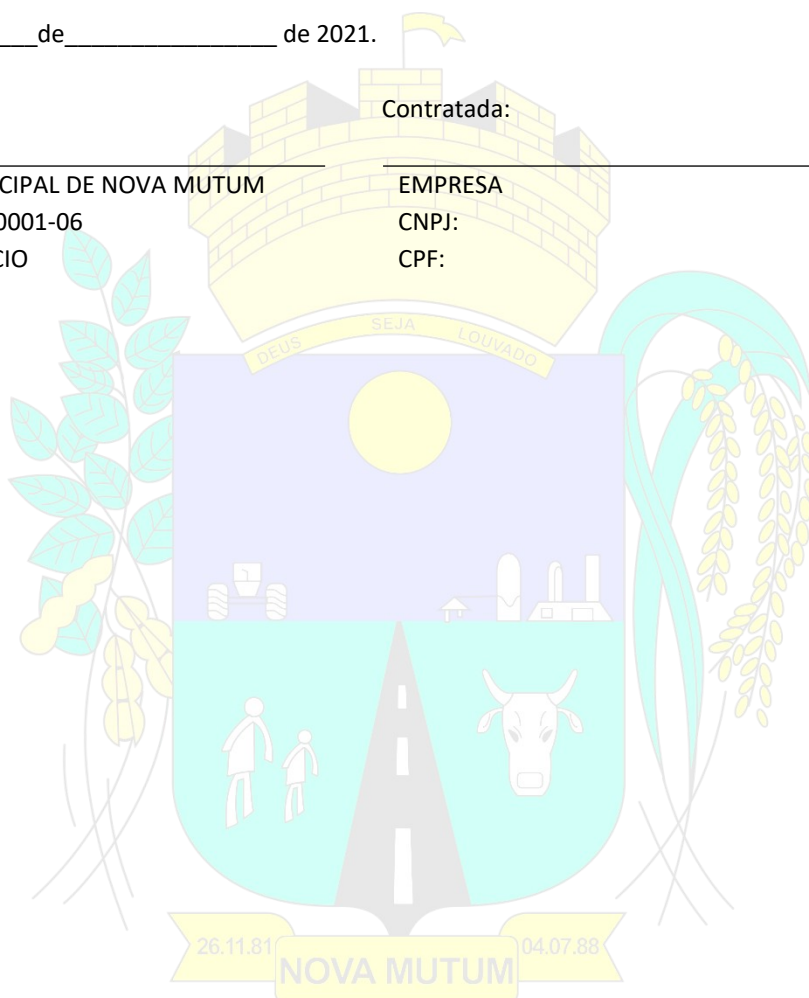 ____de________________ de 2021.
Contratada:
CIPAL DE NOVA MUTUM
EMPRESA
0001-06
CNPJ:
CIO
CPF:
DEUS SEJA LOUVADO
26.11.81
04.07.88
NOVA MUTUM